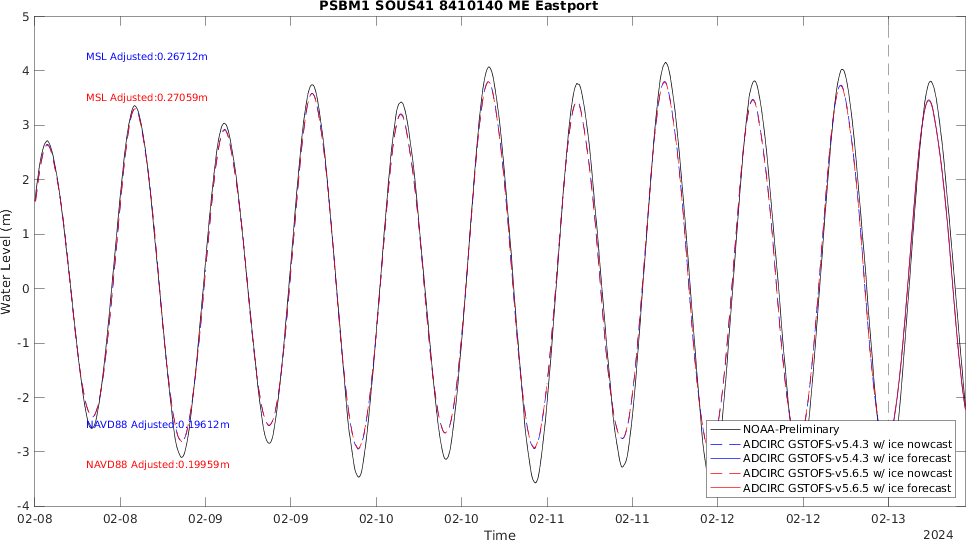 PSBM1 SOUS41 8410140 ME Eastport
5
MSL Adjusted:0.26712m
4
MSL Adjusted:0.27059m
3
2
1
Water Level (m)
0
-1
-2
NAVD88 Adjusted:0.19612m
NOAA-Preliminary
ADCIRC GSTOFS-v5.4.3 w/ ice nowcast
-3
ADCIRC GSTOFS-v5.4.3 w/ ice forecast
NAVD88 Adjusted:0.19959m
ADCIRC GSTOFS-v5.6.5 w/ ice nowcast
ADCIRC GSTOFS-v5.6.5 w/ ice forecast
-4
02-08 02-08 02-09 02-09 02-10 02-10 02-11 02-11 02-12 02-12 02-13
Time
2024